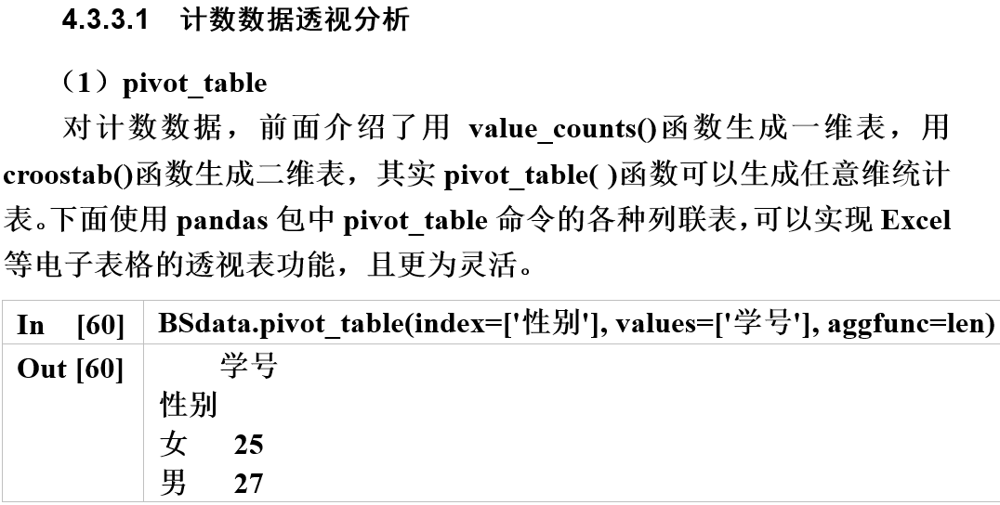 4.3.3.1 计数数据透视分析
（1）pivot_table
对计数数据，前面介绍了用 value_counts()函数生成一维表，用
croostab()函数生成二维表，其实 pivot_table( )函数可以生成任意维统计
表。下面使用 pandas 包中 pivot_table 命令的各种列联表，可以实现 Excel
等电子表格的透视表功能，且更为灵活。
In [60] BSdata.pivot_table(index=['性别'], values=['学号'], aggfunc=len)
Out [60] 学号
性别
女 25
男 27